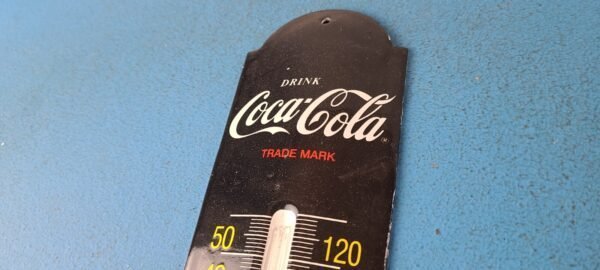 DRINK
Coca-Cola ®
TRADE MARK
50 120